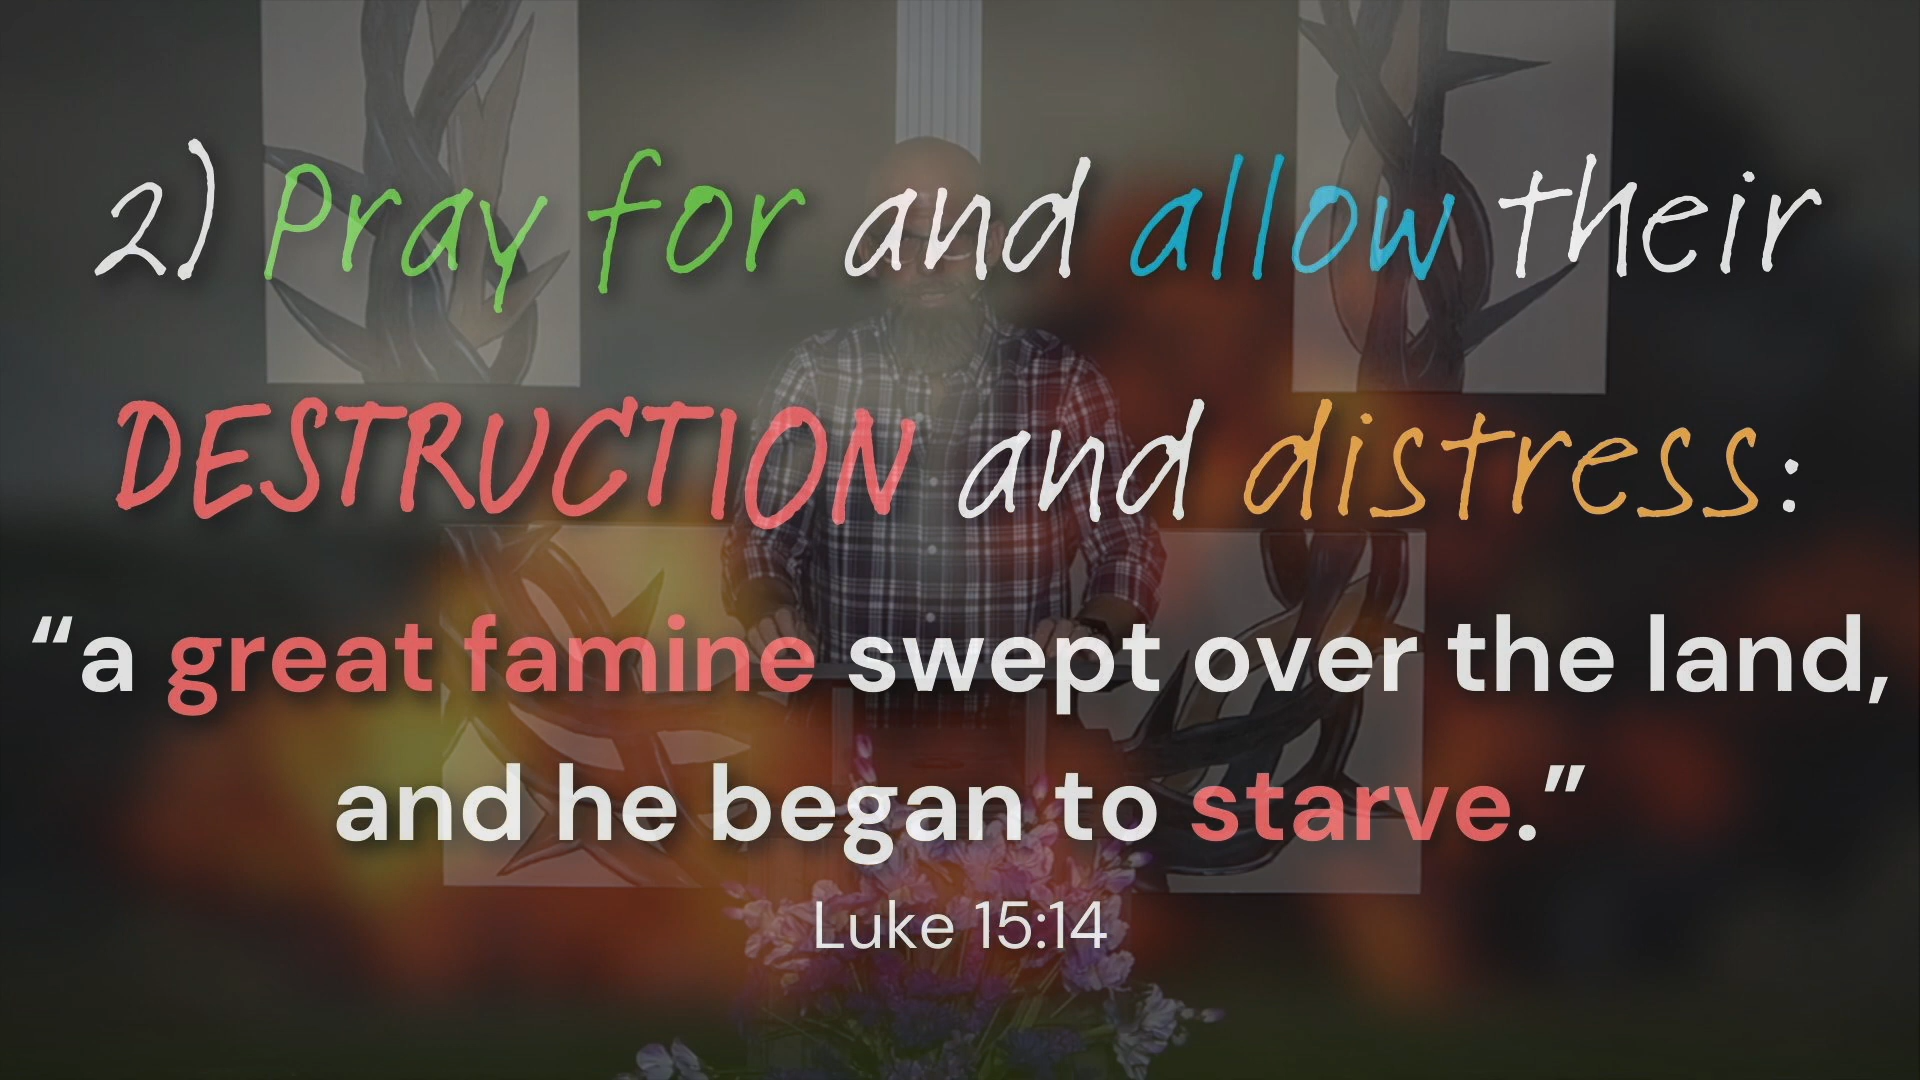 2) Pray for and allow their
DESTRUCTION and distress:
“a great famine swept over the land,
and he began to starve.”
Luke 15:14